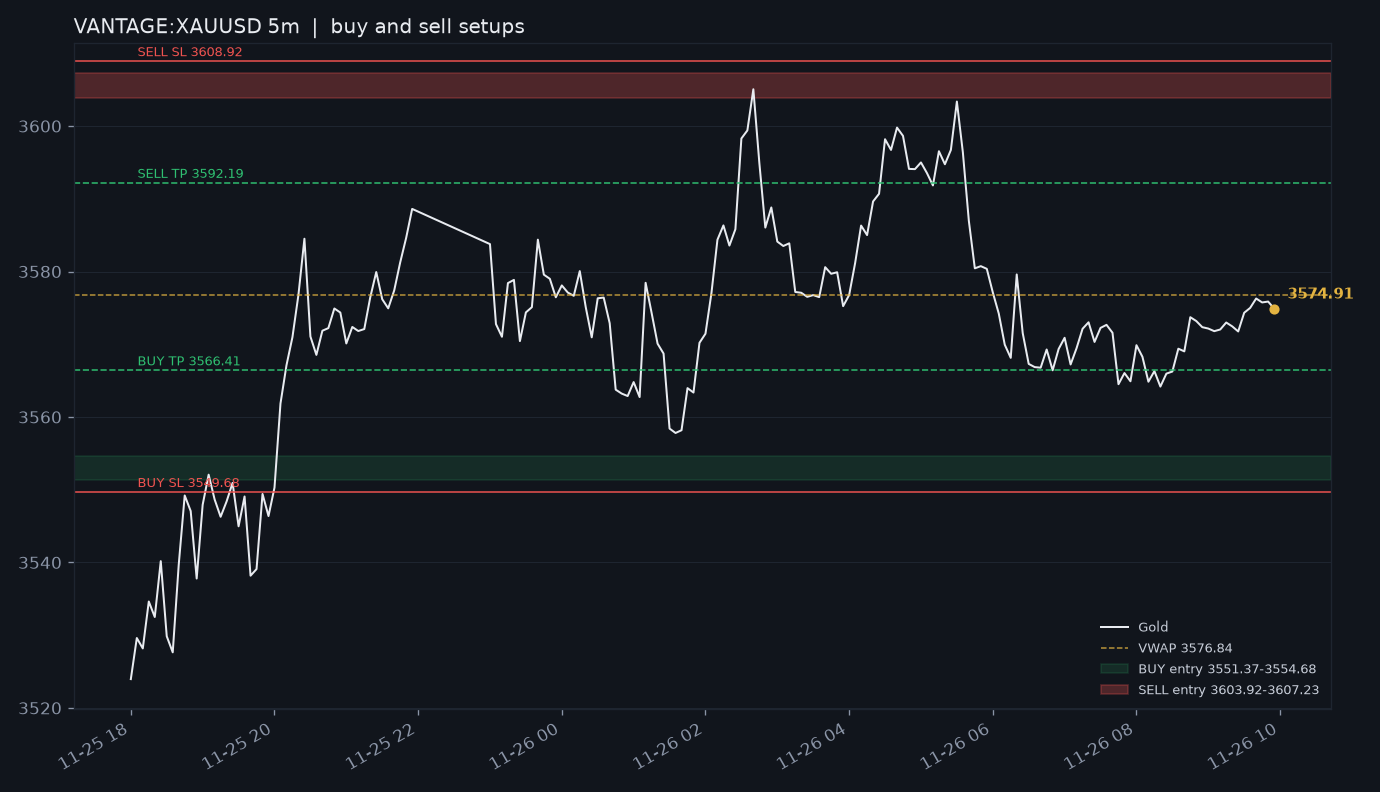 VANTAGE:XAUUSD 5m | buy and sell setups
SELL SL 3608.92
3600
SELL TP 3592.19
3580
3574.91
BUY TP 3566.41
3560
BUY SL 3549.68
3540
3520
Gold
VWAP 3576.84
BUY entry 3551.37-3554.68
SELL entry 3603.92-3607.23
11-25 18
11-25 20
11-25 22
11-26 00
11-26 02
11-26 04
11-26 06
11-26 08
11-26 10